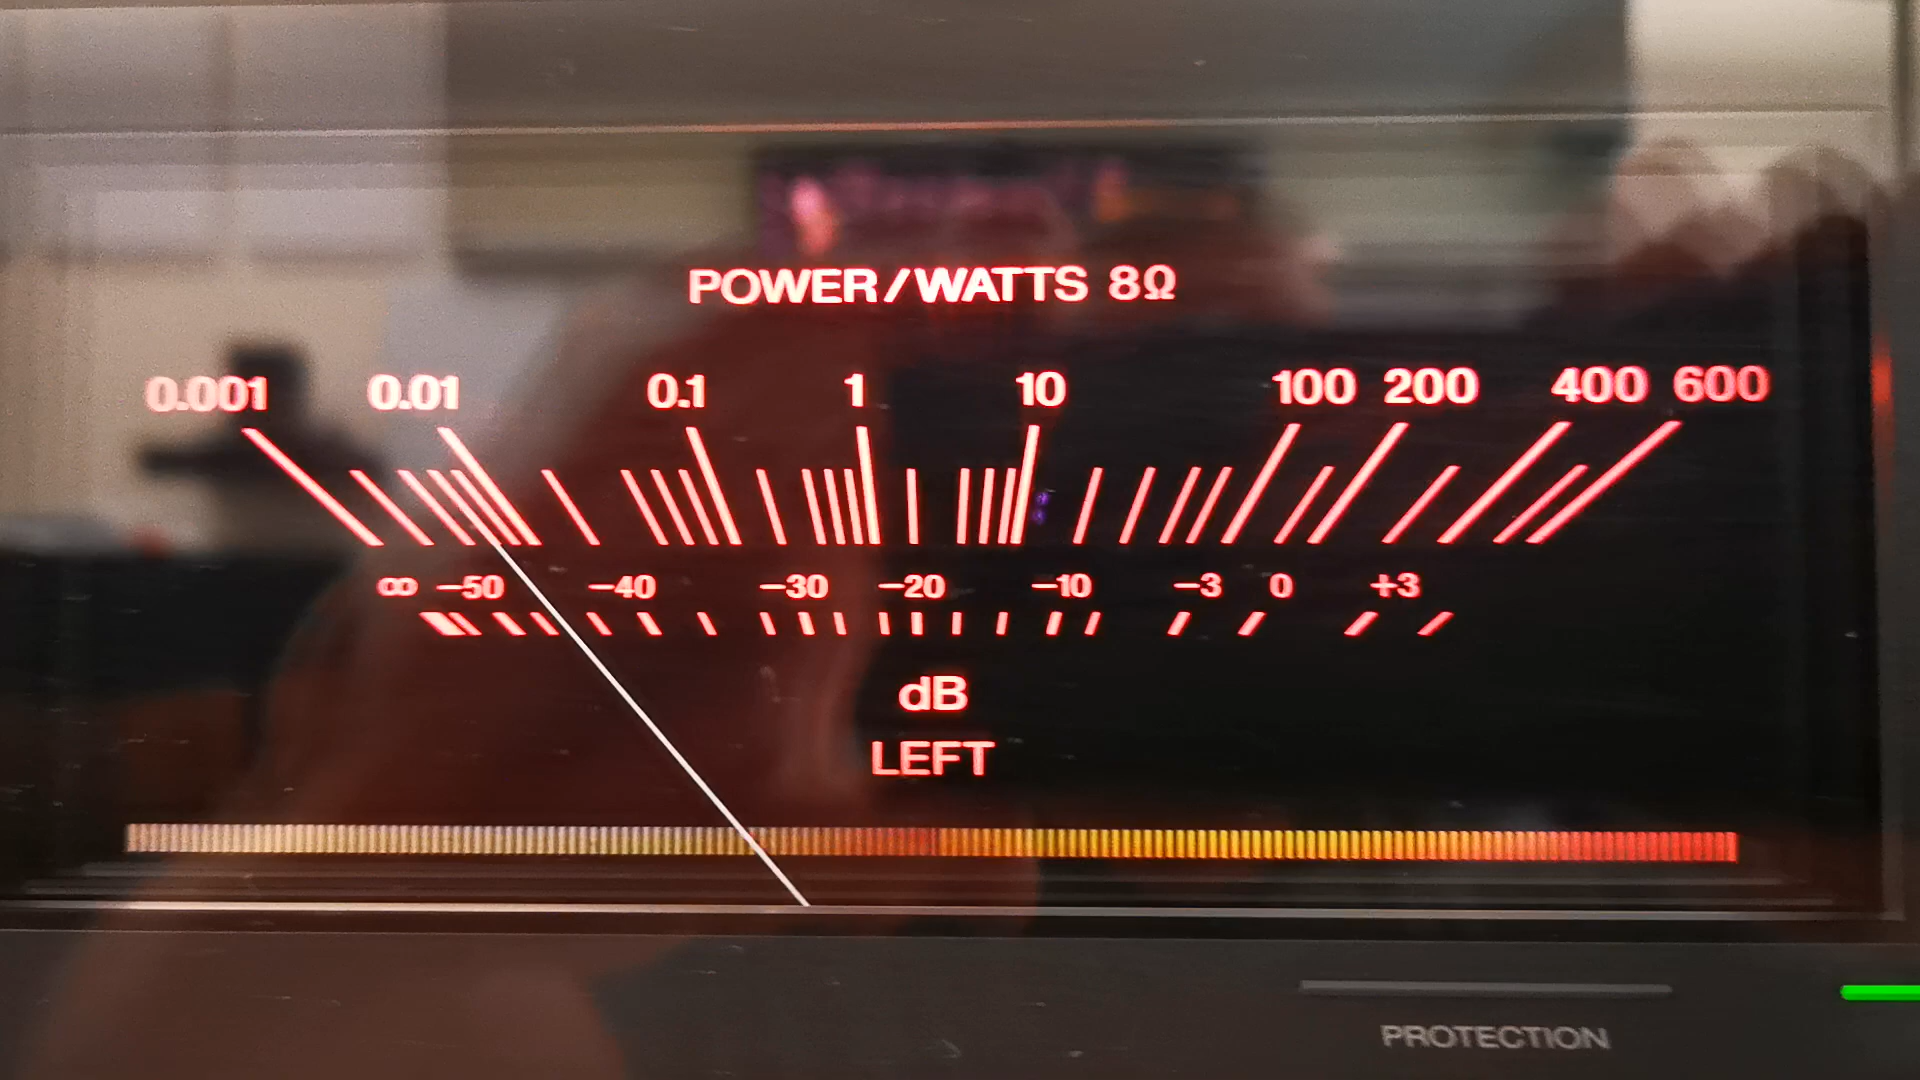 POWER/WATTS 8Ω
0.001 0.01 0.1 1 10 100 200 400 600
∞ −50 −40 −30 −20 −10 −3 0 +3
dB
LEFT
PROTECTION